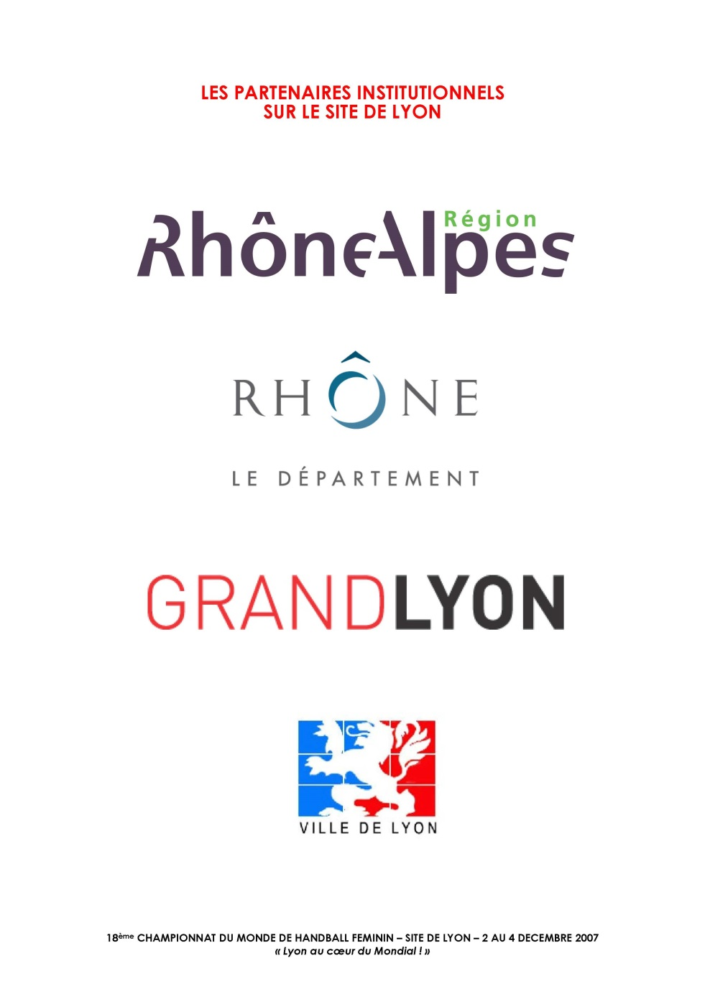 LES PARTENAIRES INSTITUTIONNELS
SUR LE SITE DE LYON
Région
RhôneAlpes
RHÔNE
LE DÉPARTEMENT
GRANDLYON
VILLE DE LYON
18ème CHAMPIONNAT DU MONDE DE HANDBALL FEMININ – SITE DE LYON – 2 AU 4 DECEMBRE 2007
« Lyon au cœur du Mondial ! »